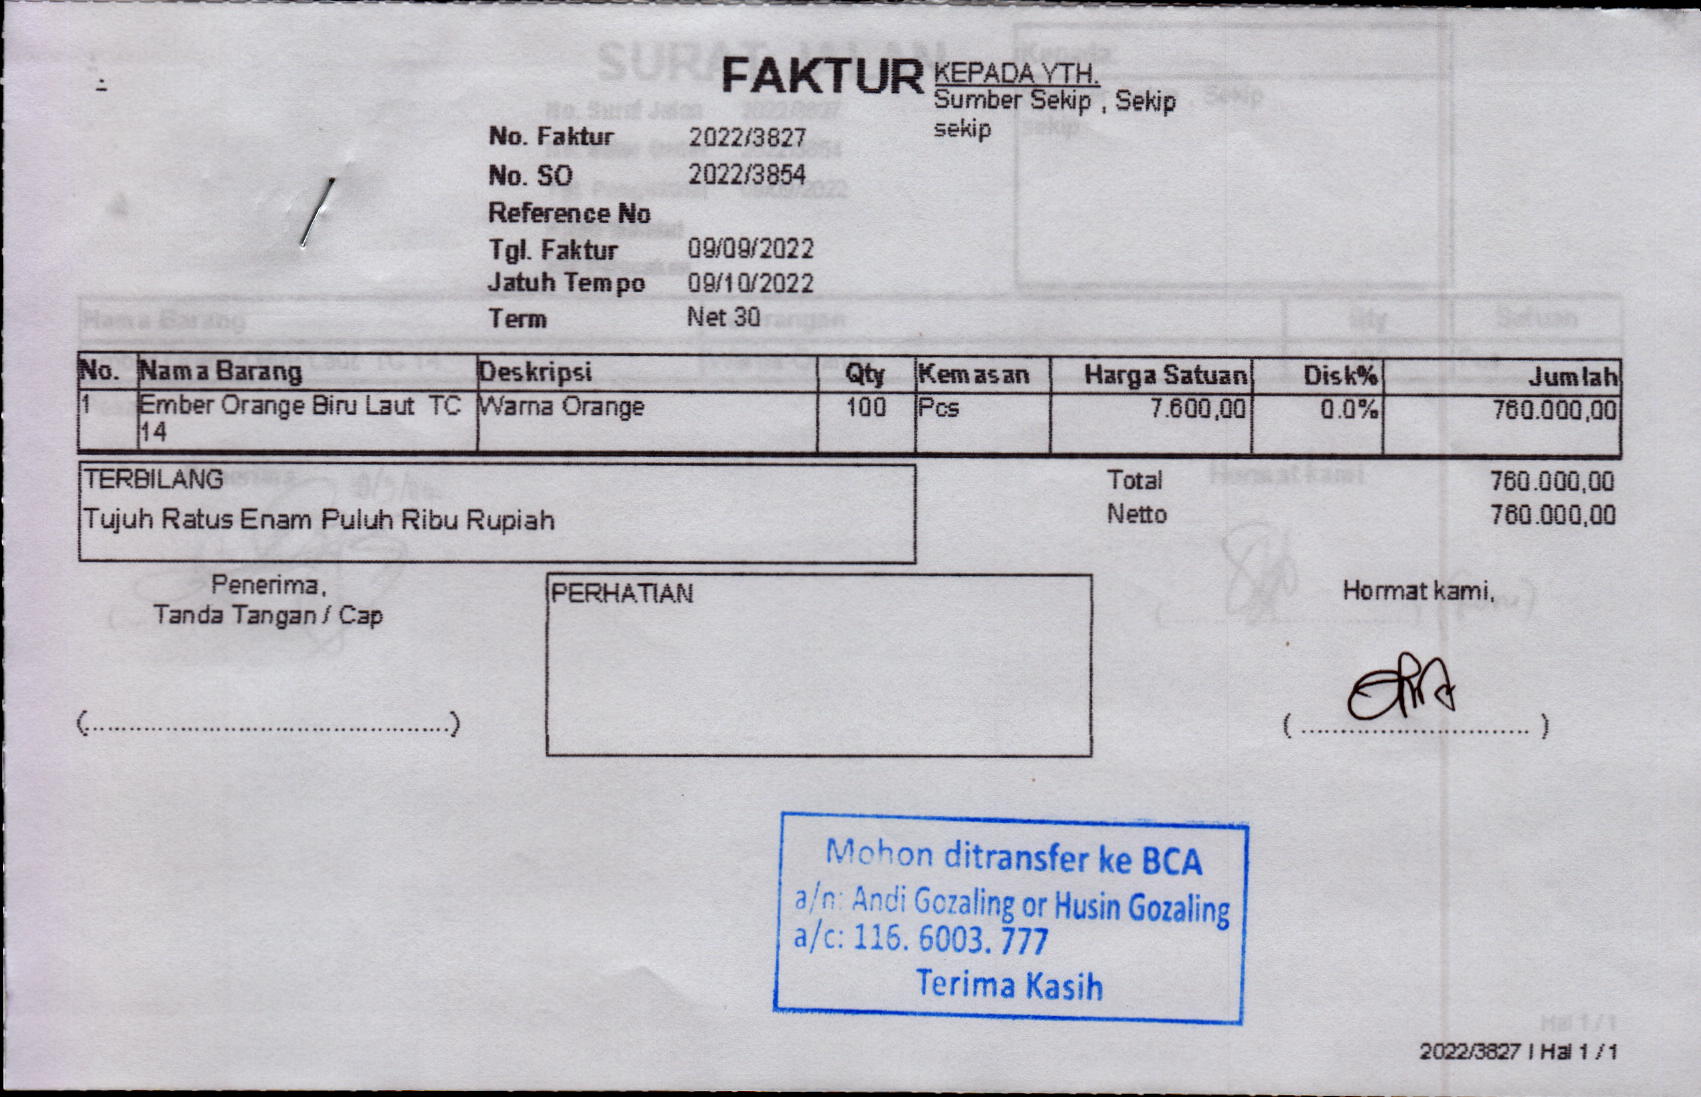 FAKTUR
KEPADA YTH.
Sumber Sekip , Sekip
sekip
No. Faktur 2022/3827
No. SO 2022/3854
Reference No
Tgl. Faktur 09/09/2022
Jatuh Tempo 09/10/2022
Term Net 30
No. Nama Barang Deskripsi Qty Kemasan Harga Satuan Disk% Jumlah
1 Ember Orange Biru Laut TC Warna Orange 100 Pcs 7.600,00 0.0% 760.000,00
14
TERBILANG
Tujuh Ratus Enam Puluh Ribu Rupiah
Total 760.000,00
Netto 760.000,00
Penerima,
Tanda Tangan / Cap
(..............................................)
PERHATIAN
Hormat kami,
( ............................ )
Mohon ditransfer ke BCA
a/n: Andi Gozaling or Husin Gozaling
a/c: 116. 6003. 777
Terima Kasih
2022/3827 | Hal 1 / 1